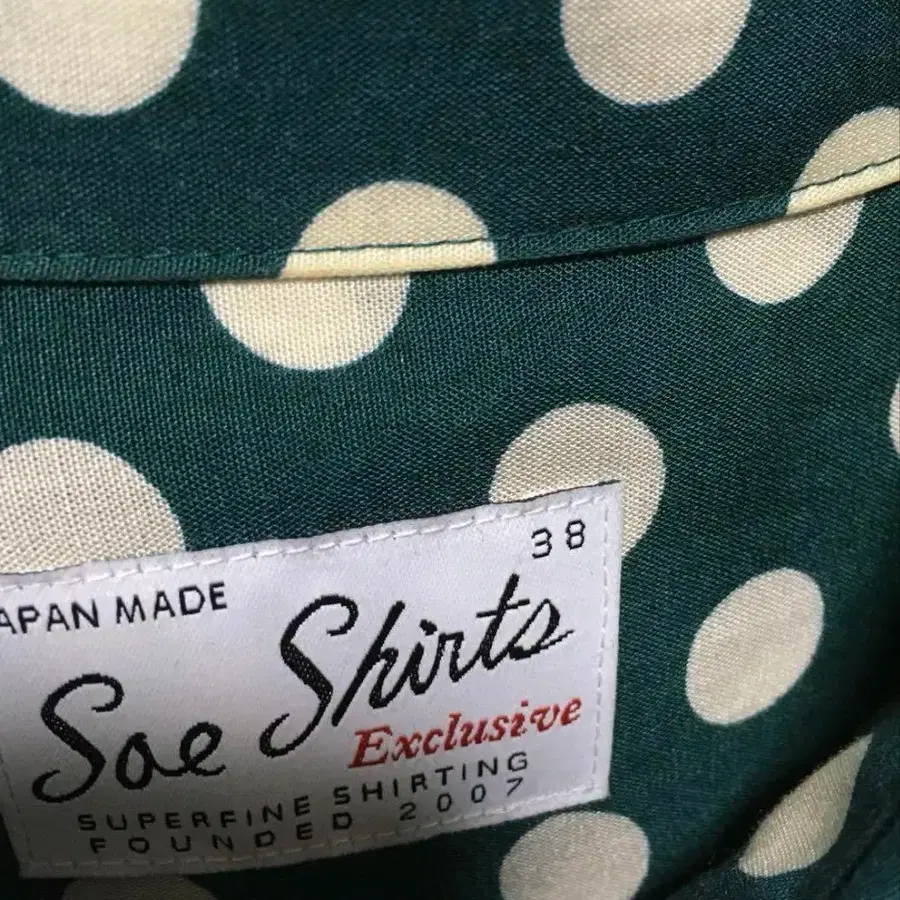 38
APAN MADE
Soe Shirts
Exclusive
SUPERFINE SHIRTING
FOUNDED 2007